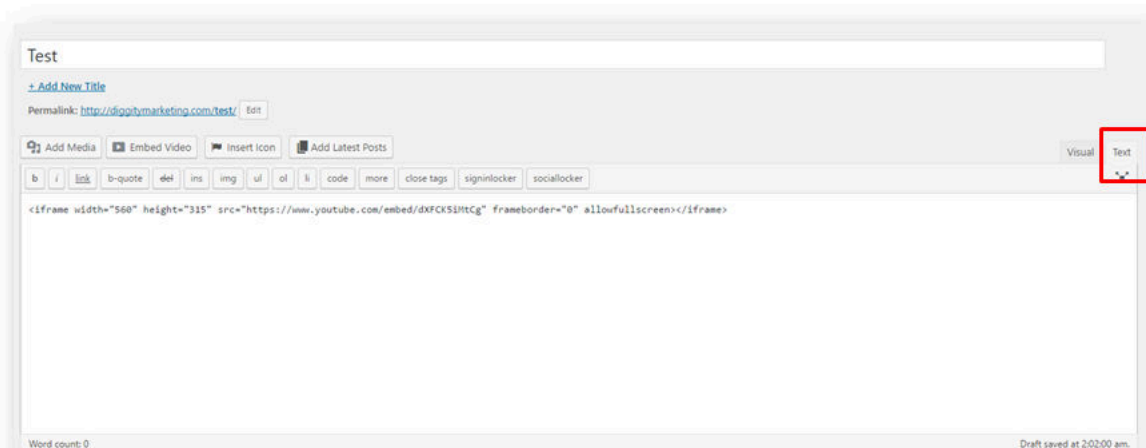 Test
+ Add New Title
Permalink: http://diggitymarketing.com/test/ Edit
Add Media Embed Video Insert Icon Add Latest Posts Visual Text
b i link b-quote del ins img ul ol li code more close tags signinlocker sociallocker
<iframe width="560" height="315" src="https://www.youtube.com/embed/dXFCK5iMtCg" frameborder="0" allowfullscreen></iframe>
Word count: 0 Draft saved at 2:02:00 am.